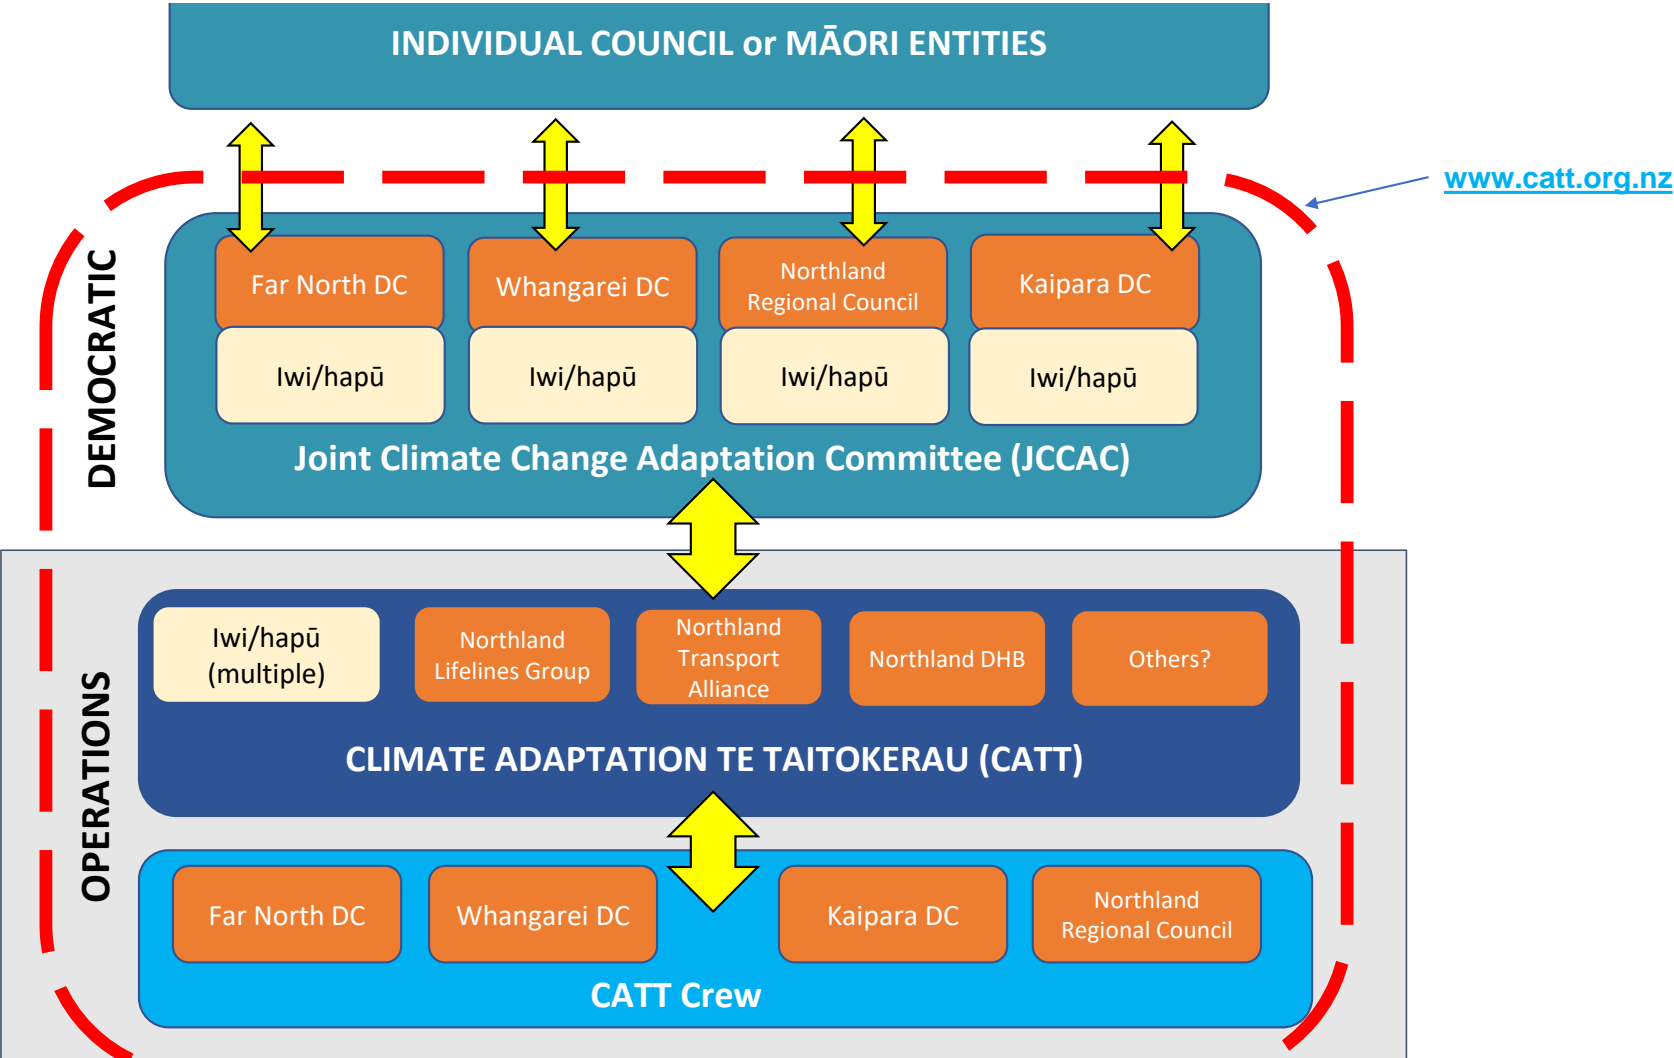 INDIVIDUAL COUNCIL or MĀORI ENTITIES
www.catt.org.nz
DEMOCRATIC
Far North DC
Whangarei DC
Northland
Regional Council
Kaipara DC
Iwi/hapū
Iwi/hapū
Iwi/hapū
Iwi/hapū
Joint Climate Change Adaptation Committee (JCCAC)
OPERATIONS
Iwi/hapū
(multiple)
Northland
Lifelines Group
Northland
Transport
Alliance
Northland DHB
Others?
CLIMATE ADAPTATION TE TAITOKERAU (CATT)
Far North DC
Whangarei DC
Kaipara DC
Northland
Regional Council
CATT Crew